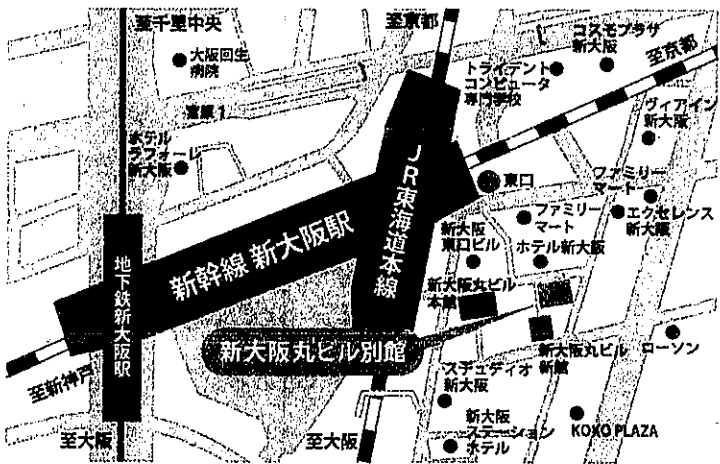 至千里中央
至京都
コスモプラザ
新大阪
大阪回生
病院
トライデント
コンピュータ
専門学校
至京都
宮原1
ヴィアイン
新大阪
ホテル
ラフォーレ
新大阪
JR東海道本線
東口
ファミリー
マート
ファミリー
マート
エクセレンス
新大阪
新大阪
東口ビル
ホテル新大阪
地下鉄新大阪駅
新幹線 新大阪駅
新大阪丸ビル
本館
新大阪丸ビル別館
新大阪丸ビル
新館
ローソン
至新神戸
ステュディオ
新大阪
新大阪
ステーション
ホテル
KOKO PLAZA
至大阪
至大阪